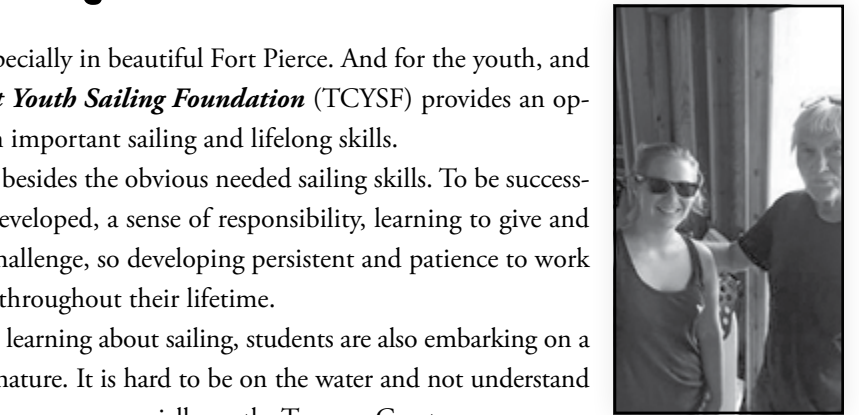 pecially in beautiful Fort Pierce. And for the youth, and
t Youth Sailing Foundation (TCYSF) provides an op-
n important sailing and lifelong skills.
besides the obvious needed sailing skills. To be success-
eveloped, a sense of responsibility, learning to give and
hallenge, so developing persistent and patience to work
throughout their lifetime.
learning about sailing, students are also embarking on a
nature. It is hard to be on the water and not understand